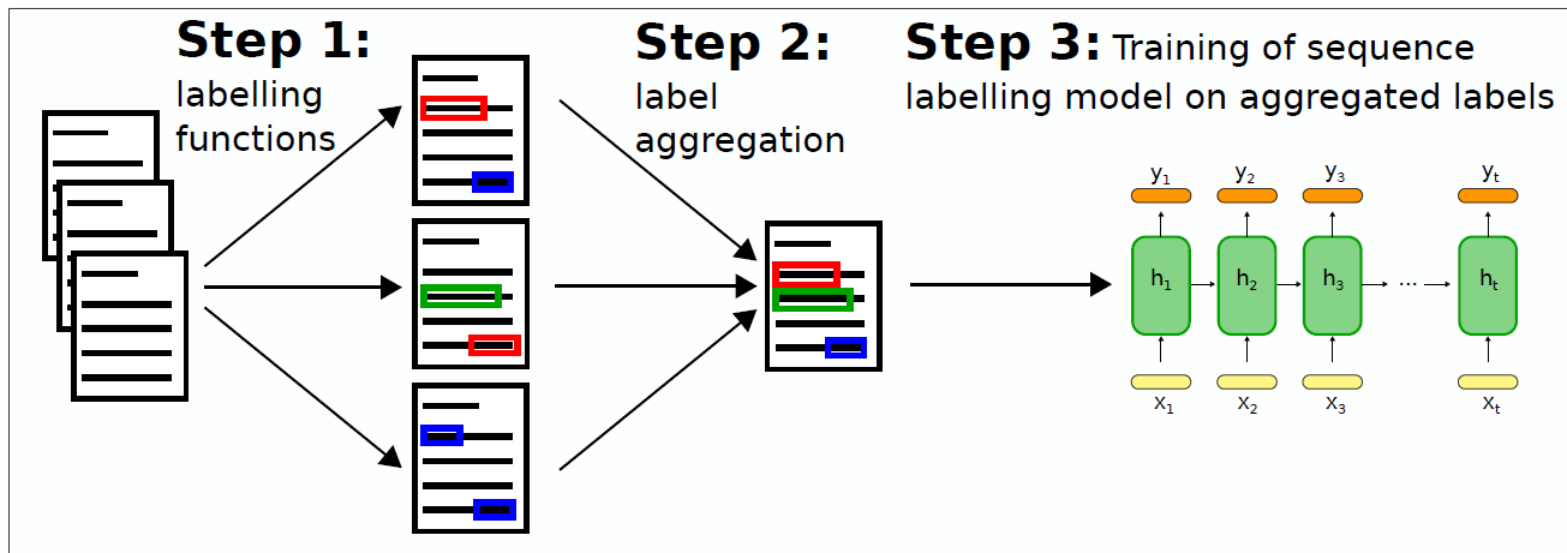 Step 1:
labelling
functions
Step 2:
label
aggregation
Step 3: Training of sequence
labelling model on aggregated labels
y₁ y₂ y₃ yₜ
h₁ h₂ h₃ ... hₜ
x₁ x₂ x₃ xₜ